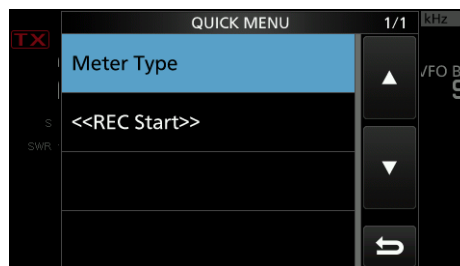 QUICK MENU
1/1
kHz
TX
Meter Type
VFO B
<<REC Start>>
S
SWR